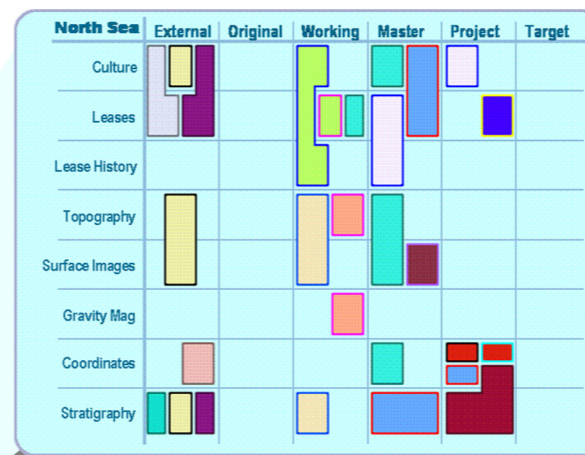 North Sea External Original Working Master Project Target
Culture
Leases
Lease History
Topography
Surface Images
Gravity Mag
Coordinates
Stratigraphy